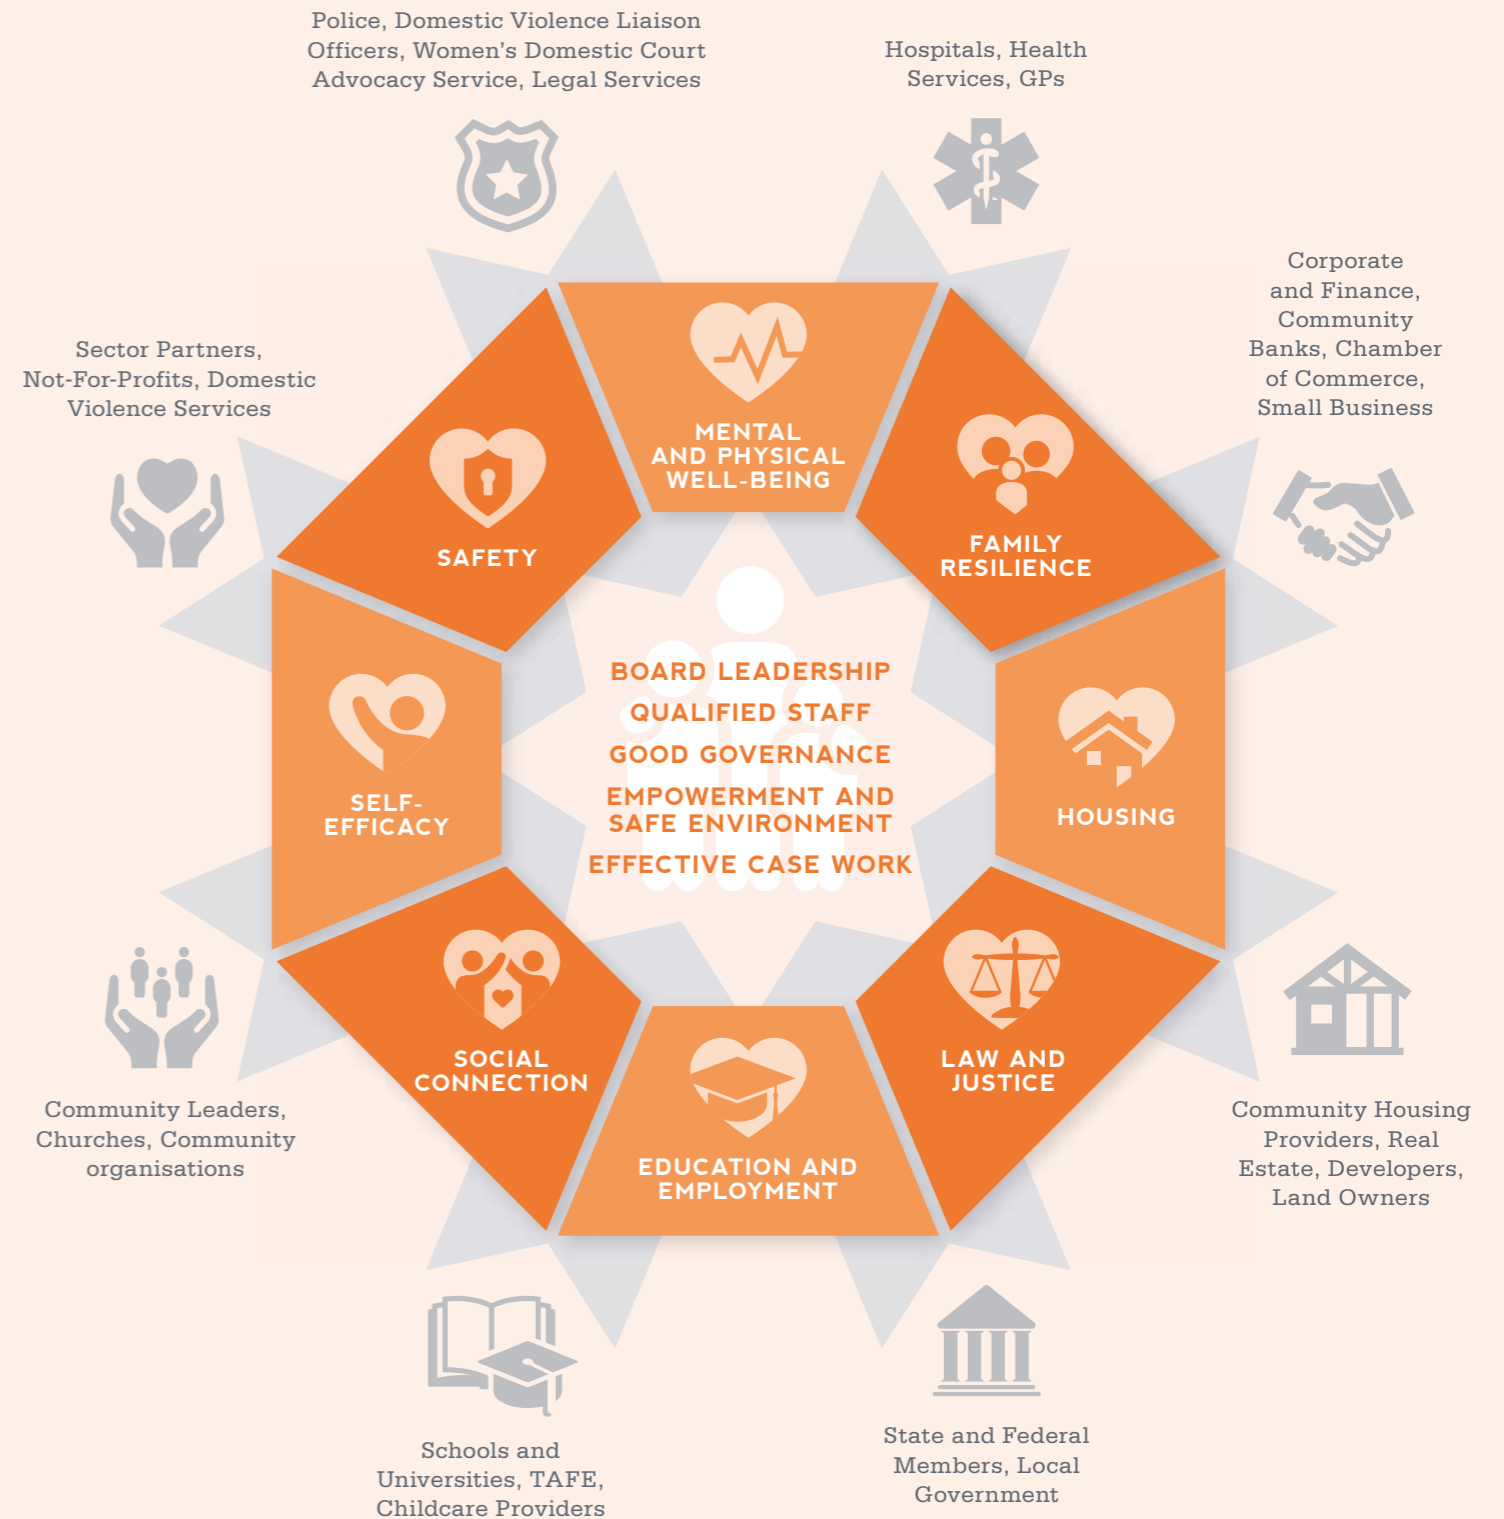 Police, Domestic Violence Liaison
Officers, Women's Domestic Court
Advocacy Service, Legal Services
Hospitals, Health
Services, GPs
Corporate
and Finance,
Community
Banks, Chamber
of Commerce,
Small Business
Sector Partners,
Not-For-Profits, Domestic
Violence Services
MENTAL
AND PHYSICAL
WELL-BEING
SAFETY
FAMILY
RESILIENCE
BOARD LEADERSHIP
QUALIFIED STAFF
GOOD GOVERNANCE
EMPOWERMENT AND
SAFE ENVIRONMENT
EFFECTIVE CASE WORK
SELF-
EFFICACY
HOUSING
SOCIAL
CONNECTION
LAW AND
JUSTICE
EDUCATION AND
EMPLOYMENT
Community Leaders,
Churches, Community
organisations
Community Housing
Providers, Real
Estate, Developers,
Land Owners
Schools and
Universities, TAFE,
Childcare Providers
State and Federal
Members, Local
Government